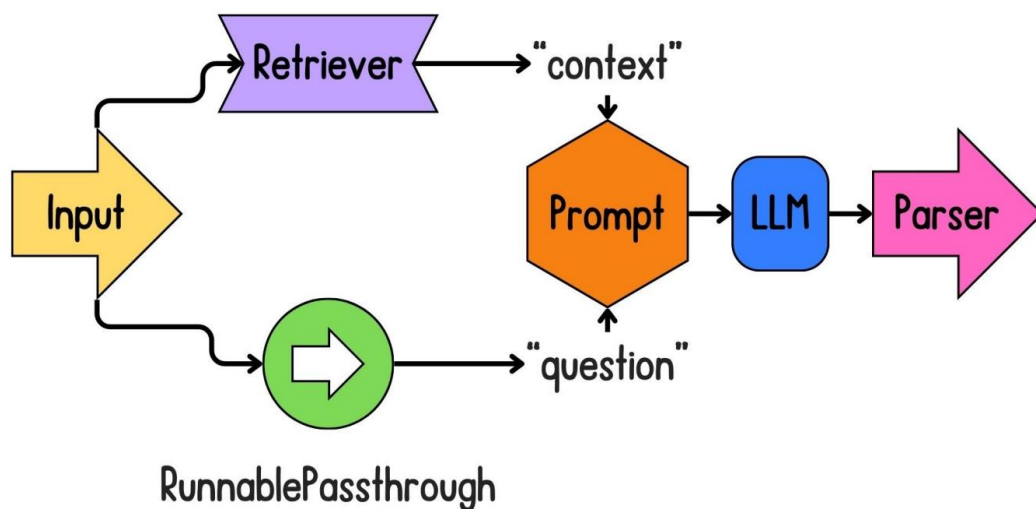 Retriever
“context”
Input
Prompt
LLM
Parser
“question”
RunnablePassthrough